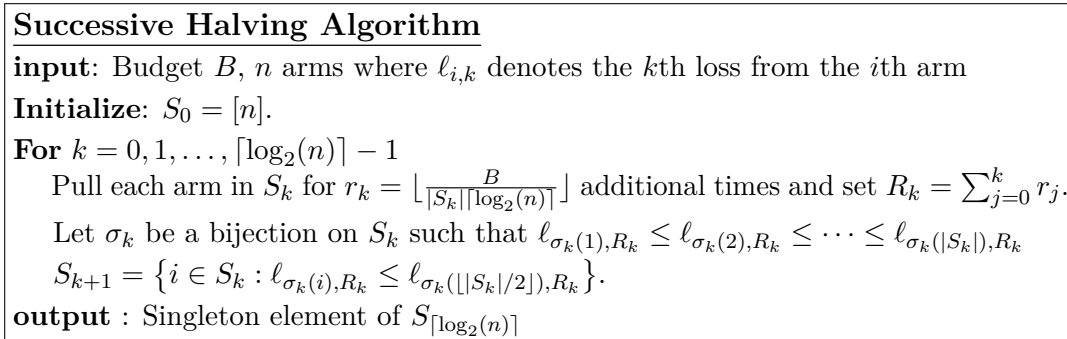 Successive Halving Algorithm
input: Budget B, n arms where ℓ_{i,k} denotes the kth loss from the ith arm
Initialize: S_0 = [n].
For k = 0, 1, . . . , ⌈log_2(n)⌉ − 1
Pull each arm in S_k for r_k = ⌊B / (|S_k|⌈log_2(n)⌉)⌋ additional times and set R_k = ∑_{j=0}^{k} r_j.
Let σ_k be a bijection on S_k such that ℓ_{σ_k(1),R_k} ≤ ℓ_{σ_k(2),R_k} ≤ · · · ≤ ℓ_{σ_k(|S_k|),R_k}
S_{k+1} = {i ∈ S_k : ℓ_{σ_k(i),R_k} ≤ ℓ_{σ_k(⌊|S_k|/2⌋),R_k}}.
output : Singleton element of S_{⌈log_2(n)⌉}